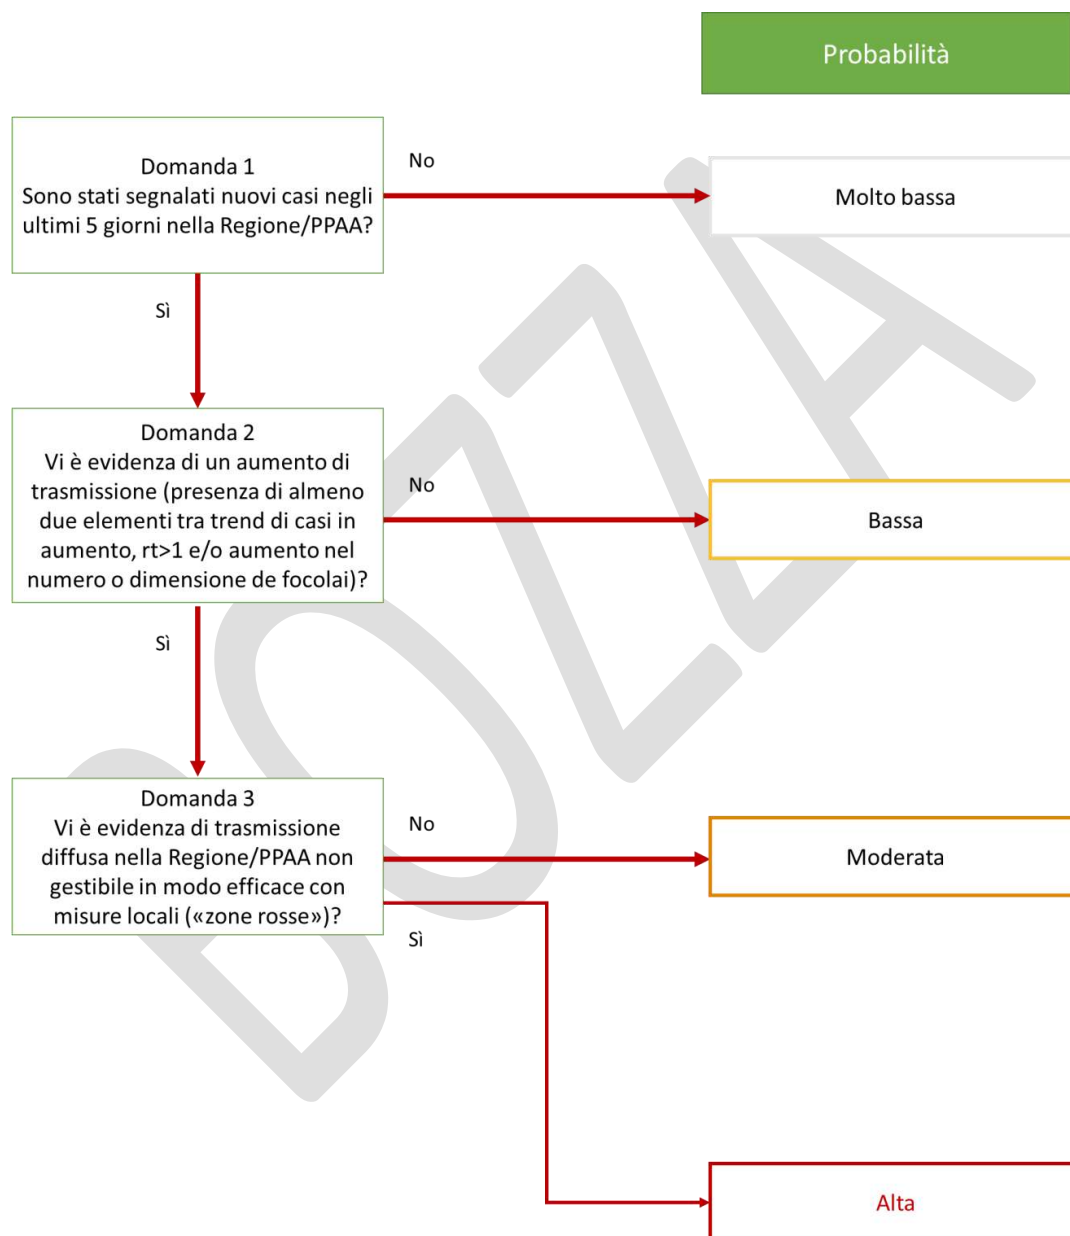 Probabilità
Domanda 1
Sono stati segnalati nuovi casi negli
ultimi 5 giorni nella Regione/PPAA?
No
Molto bassa
Sì
Domanda 2
Vi è evidenza di un aumento di
trasmissione (presenza di almeno
due elementi tra trend di casi in
aumento, rt>1 e/o aumento nel
numero o dimensione de focolai)?
No
Bassa
Sì
Domanda 3
Vi è evidenza di trasmissione
diffusa nella Regione/PPAA non
gestibile in modo efficace con
misure locali («zone rosse»)?
No
Moderata
Sì
Alta
BOZZA